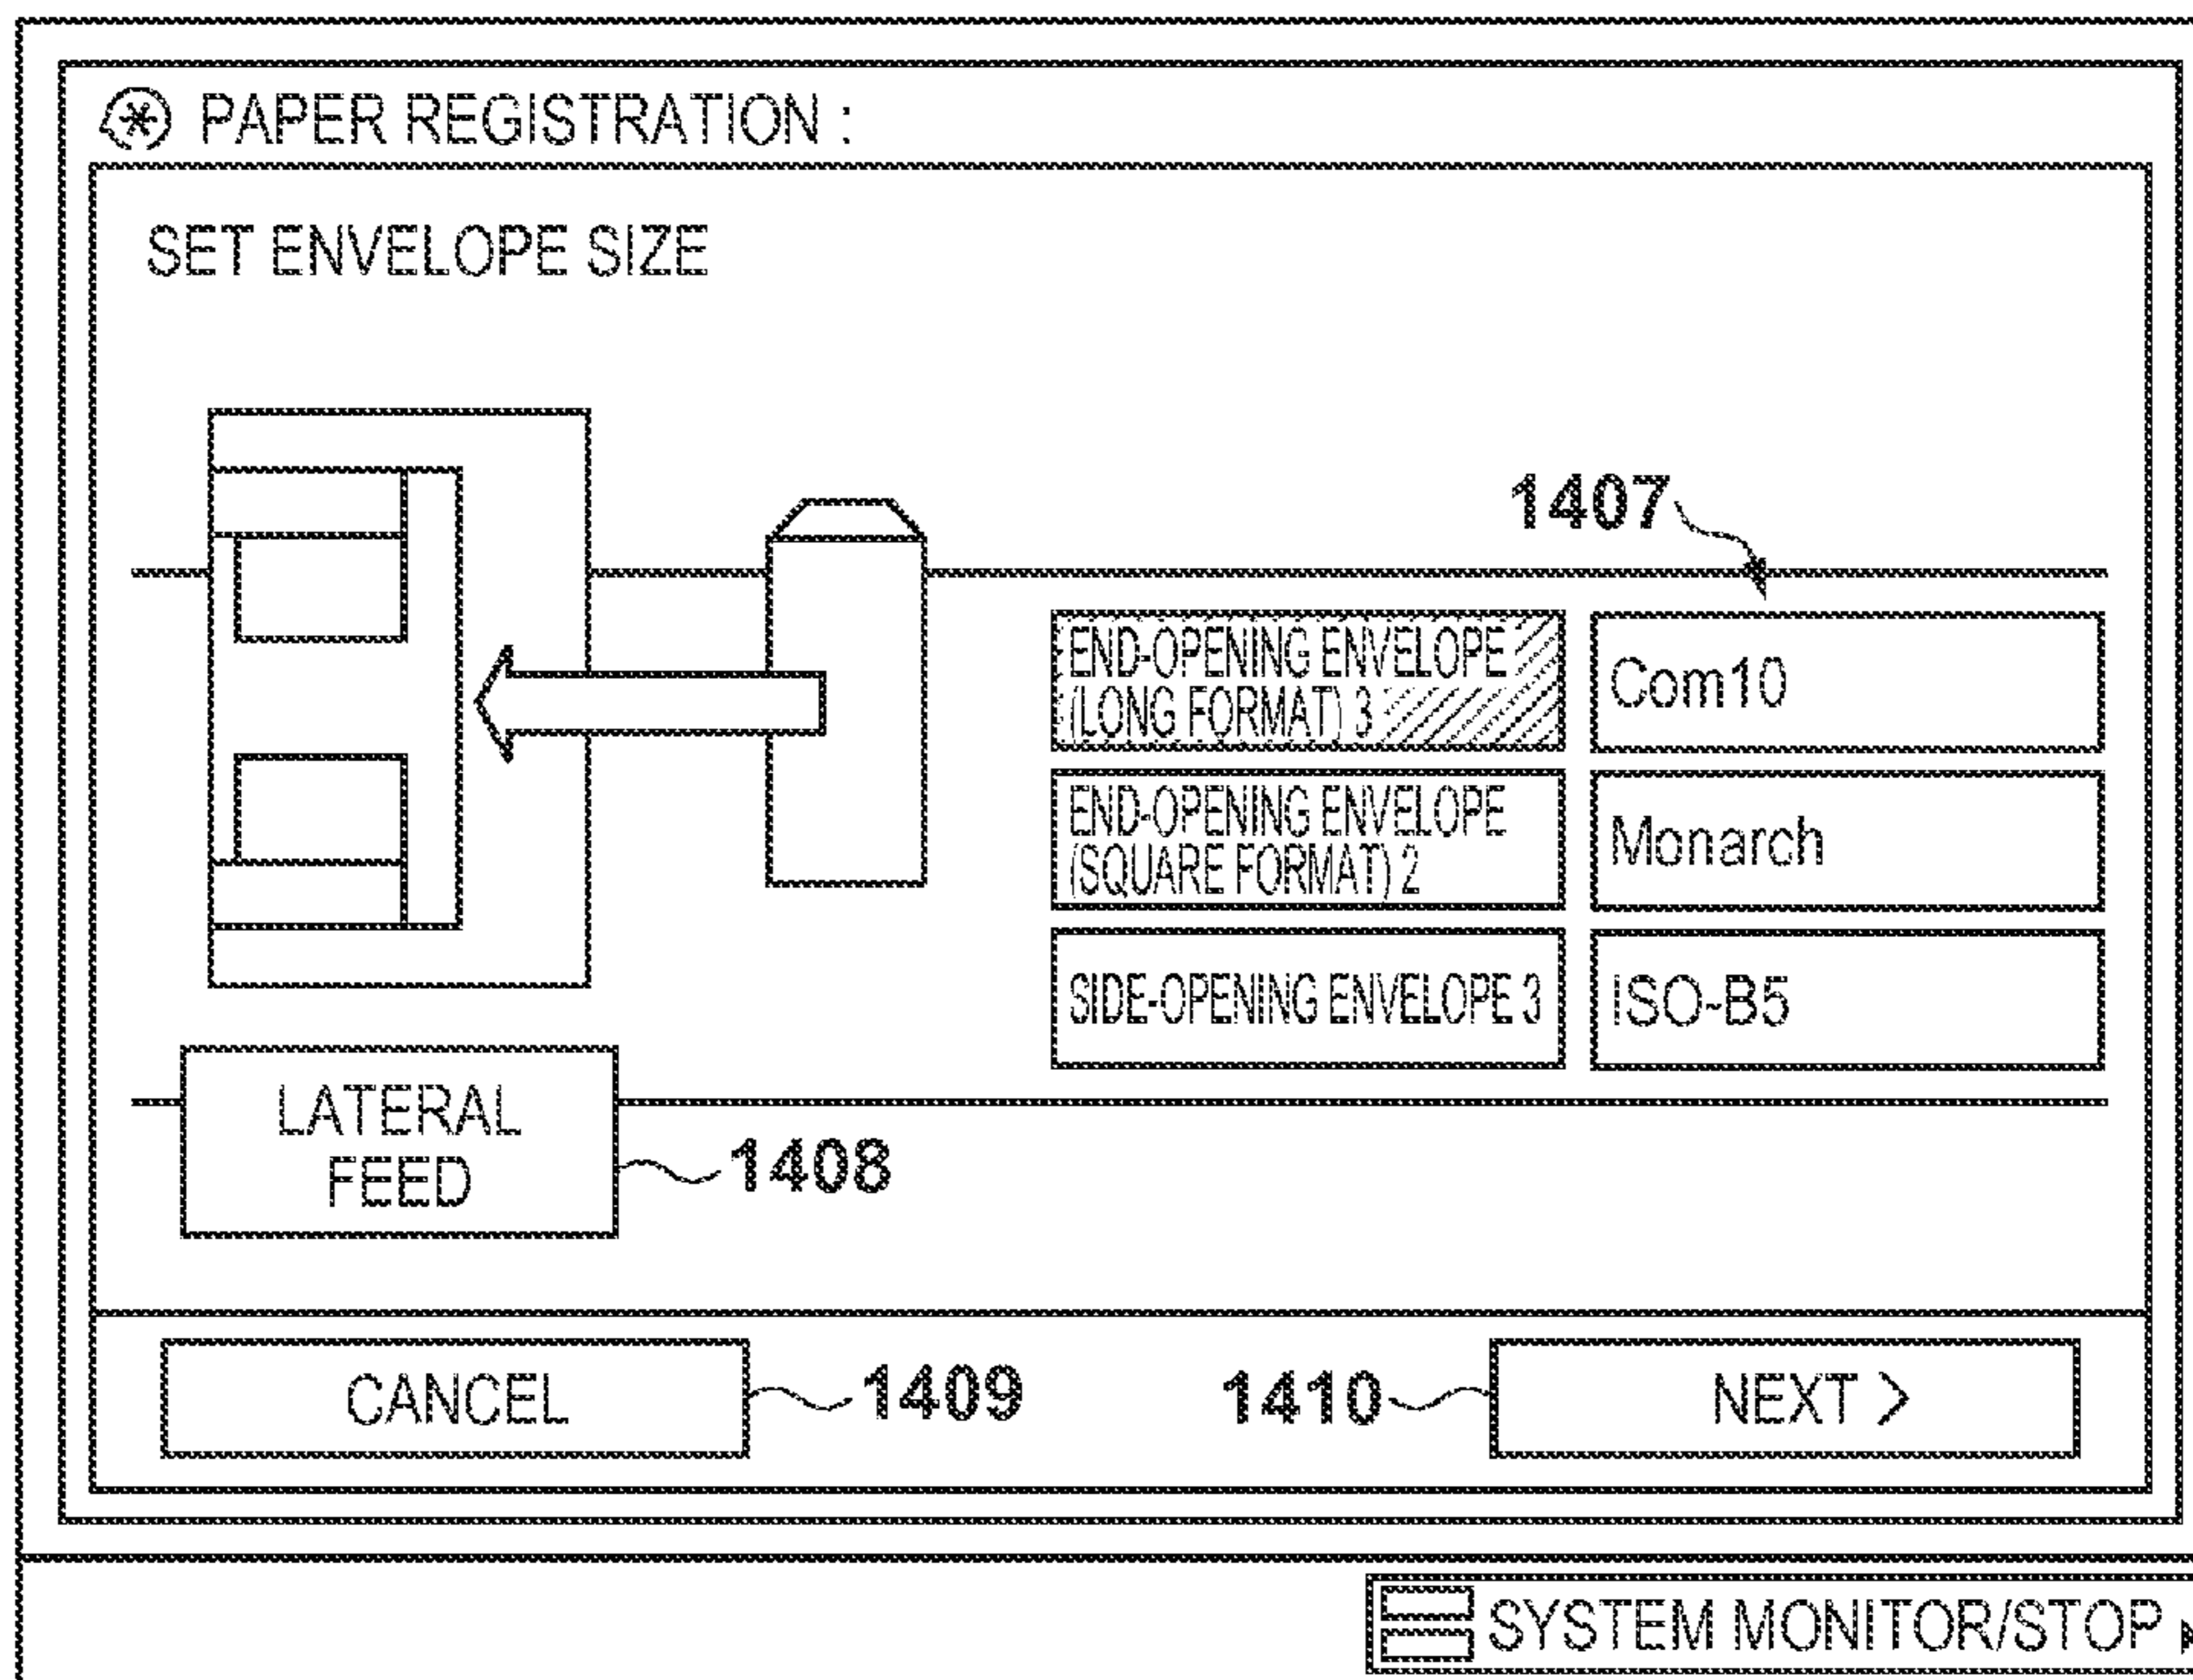 PAPER REGISTRATION :
SET ENVELOPE SIZE
1407
END-OPENING ENVELOPE
(LONG FORMAT) 3
Com10
END-OPENING ENVELOPE
(SQUARE FORMAT) 2
Monarch
SIDE-OPENING ENVELOPE 3
ISO-B5
LATERAL
FEED
1408
CANCEL
1409
1410
NEXT >
SYSTEM MONITOR/STOP